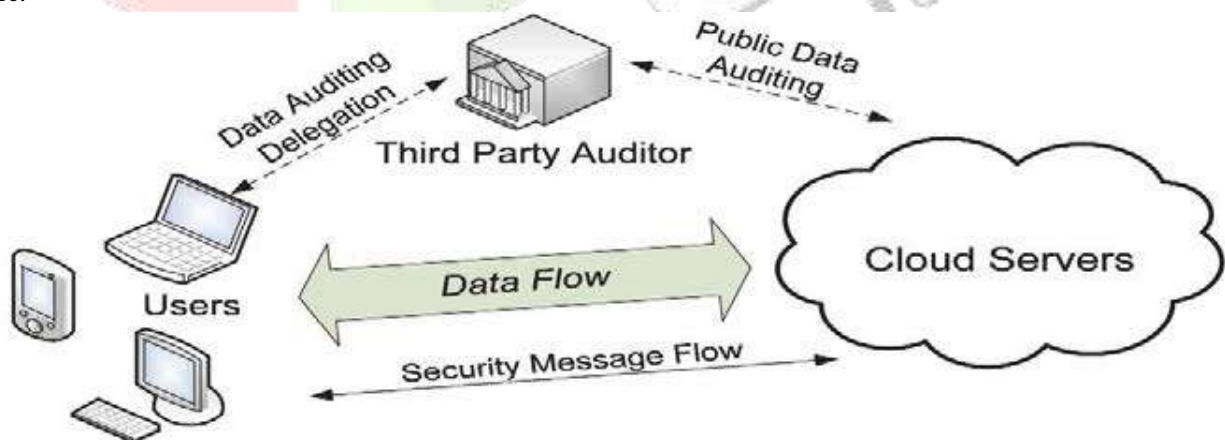 Public Data
Auditing
Data Auditing
Delegation
Third Party Auditor
Users
Data Flow
Cloud Servers
Security Message Flow